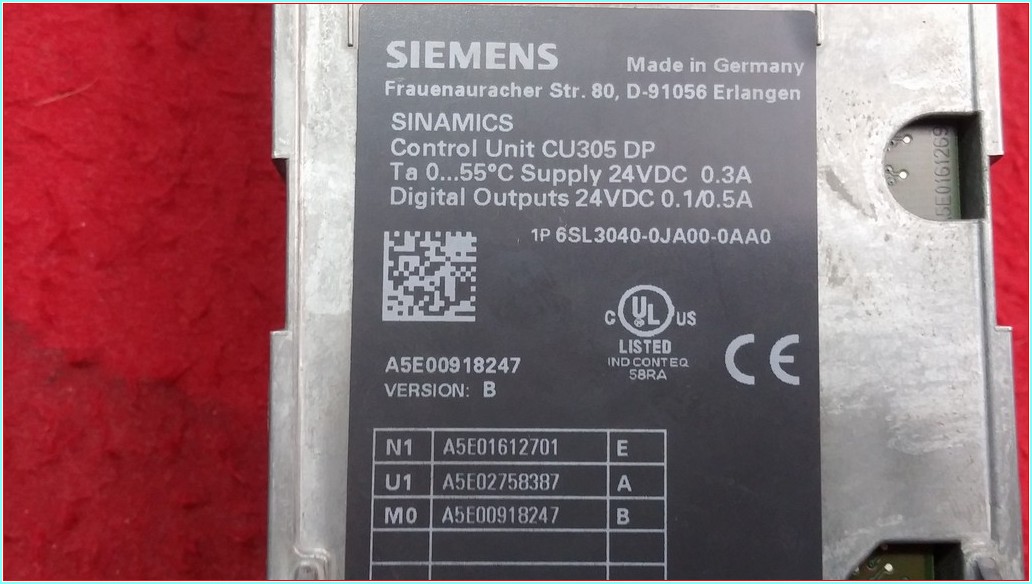 SIEMENS
Made in Germany
Frauenauracher Str. 80, D-91056 Erlangen
SINAMICS
Control Unit CU305 DP
Ta 0...55°C Supply 24VDC 0.3A
Digital Outputs 24VDC 0.1/0.5A
1P 6SL3040-0JA00-0AA0
C UL US
LISTED
IND CONT EQ
58RA
CE
A5E00918247
VERSION: B
N1 A5E01612701 E
U1 A5E02758387 A
M0 A5E00918247 B